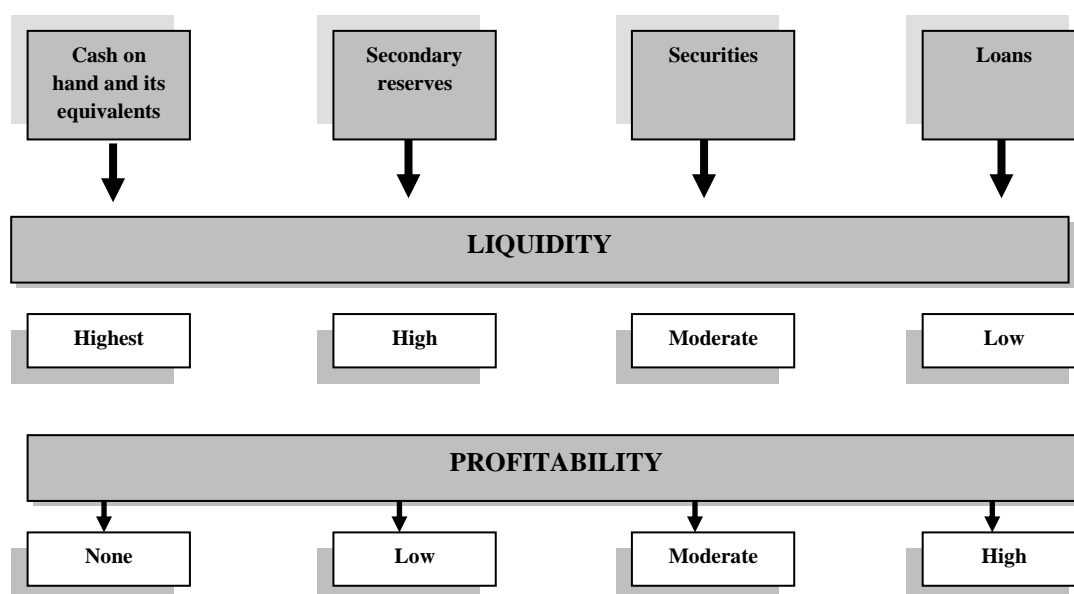 Cash on
hand and its
equivalents
Secondary
reserves
Securities
Loans
LIQUIDITY
Highest
High
Moderate
Low
PROFITABILITY
None
Low
Moderate
High